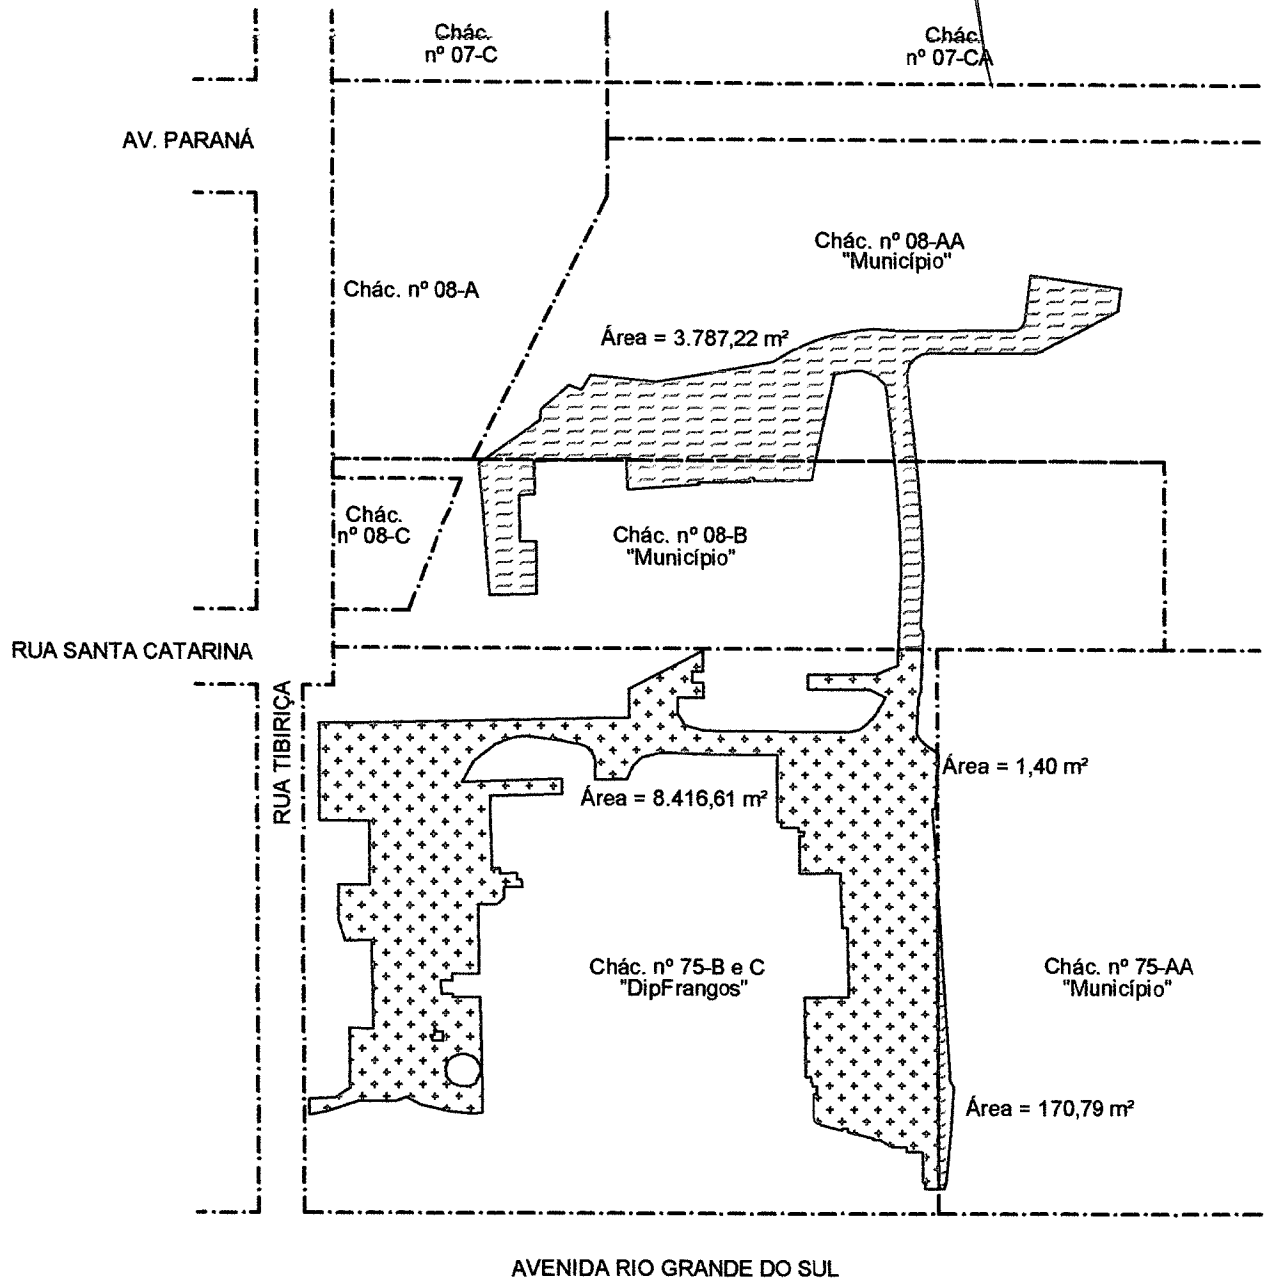 Chác.
nº 07-C
Chác.
nº 07-CA
AV. PARANÁ
Chác. nº 08-AA
"Município"
Chác. nº 08-A
Área = 3.787,22 m²
Chác.
nº 08-C
Chác. nº 08-B
"Município"
RUA SANTA CATARINA
RUA TIBIRIÇA
Área = 1,40 m²
Área = 8.416,61 m²
Chác. nº 75-B e C
"DipFrangos"
Chác. nº 75-AA
"Município"
Área = 170,79 m²
AVENIDA RIO GRANDE DO SUL